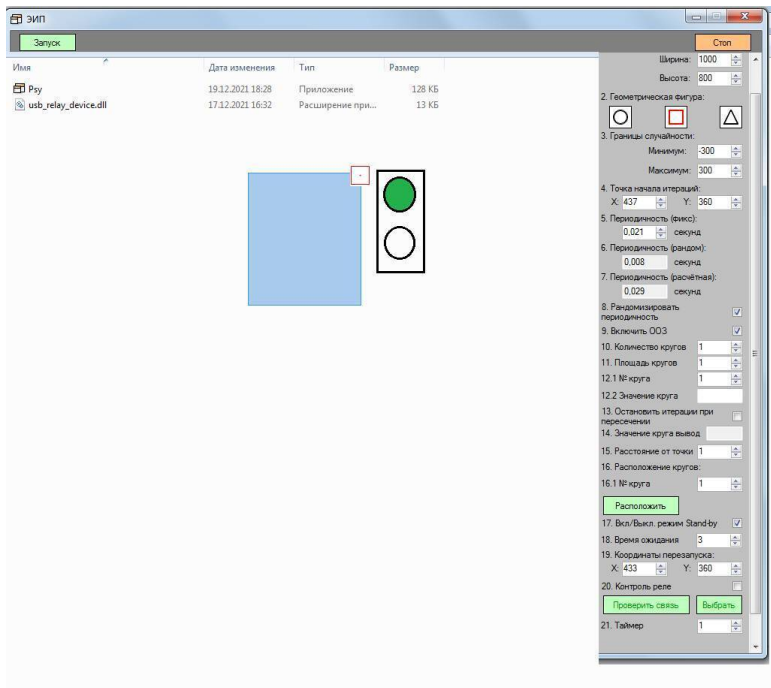 ЭИП
Запуск
Стоп
Имя Дата изменения Тип Размер
Psy 19.12.2021 18:28 Приложение 128 КБ
usb_relay_device.dll 17.12.2021 16:32 Расширение при... 13 КБ
Ширина: 1000
Высота: 800
2. Геометрическая фигура:
3. Границы случайности:
Минимум: -300
Максимум: 300
4. Точка начала итераций:
X: 437 Y: 360
5. Периодичность (фикс):
0,021 секунд
6. Периодичность (рандом):
0,008 секунд
7. Периодичность (расчётная):
0,029 секунд
8. Рандомизировать
периодичность
9. Включить ООЗ
10. Количество кругов 1
11. Площадь кругов 1
12.1 № круга 1
12.2 Значение круга
13. Остановить итерации при
пересечении
14. Значение круга вывод
15. Расстояние от точки 1
16. Расположение кругов:
16.1 № круга 1
Расположить
17. Вкл/Выкл. режим Stand-by
18. Время ожидания 3
19. Координаты перезапуска:
X: 433 Y: 360
20. Контроль реле
Проверить связь Выбрать
21. Таймер 1